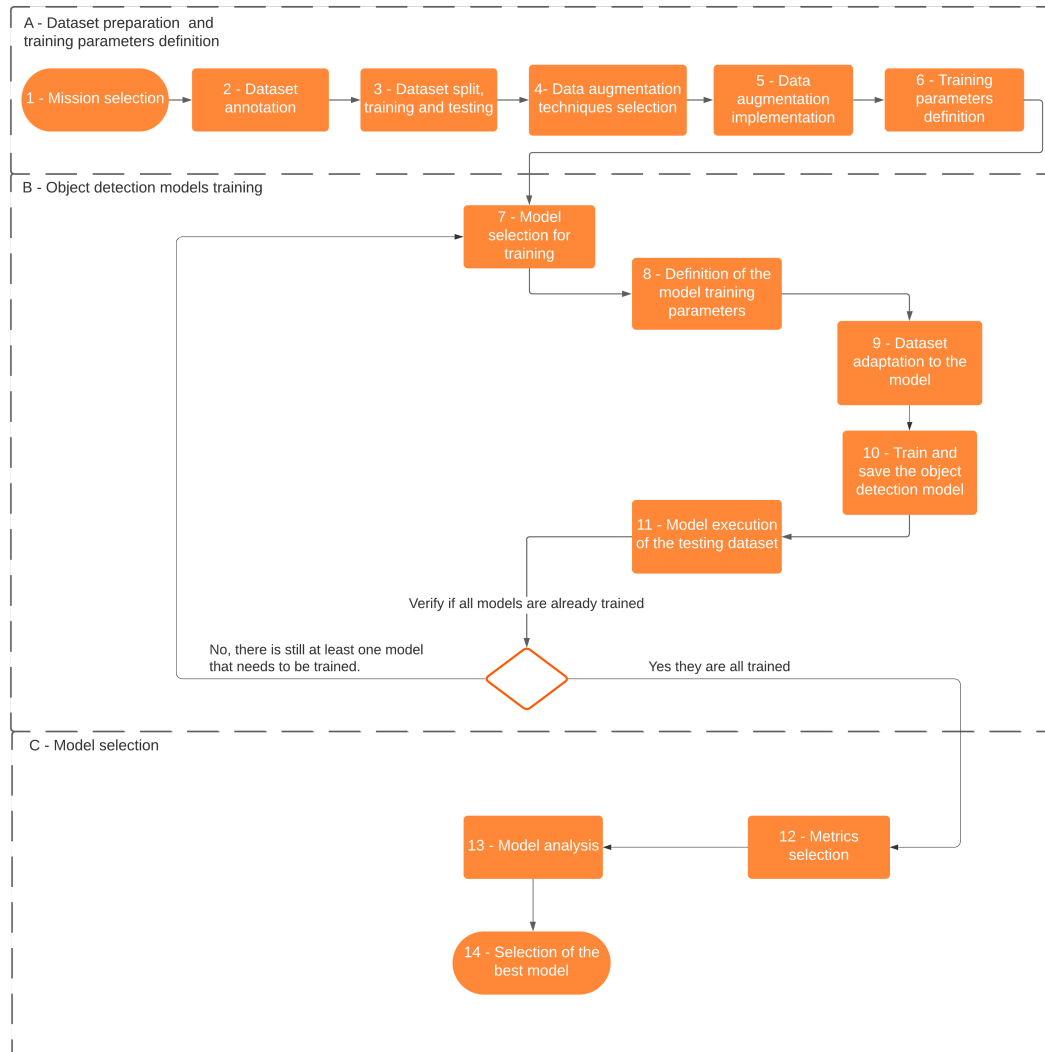 A - Dataset preparation  and
training parameters definition
1 - Mission selection
2 - Dataset
annotation
3 - Dataset split,
training and testing
4- Data augmentation
techniques selection
5 - Data
augmentation
implementation
6 - Training
parameters
definition
B - Object detection models training
7 - Model
selection for
training
8 - Definition of the
model training
parameters
9 - Dataset
adaptation to the
model
10 - Train and
save the object
detection model
11 - Model execution
of the testing dataset
Verify if all models are already trained
No, there is still at least one model
that needs to be trained.
Yes they are all trained
C - Model selection
12 - Metrics
selection
13 - Model analysis
14 - Selection of the
best model